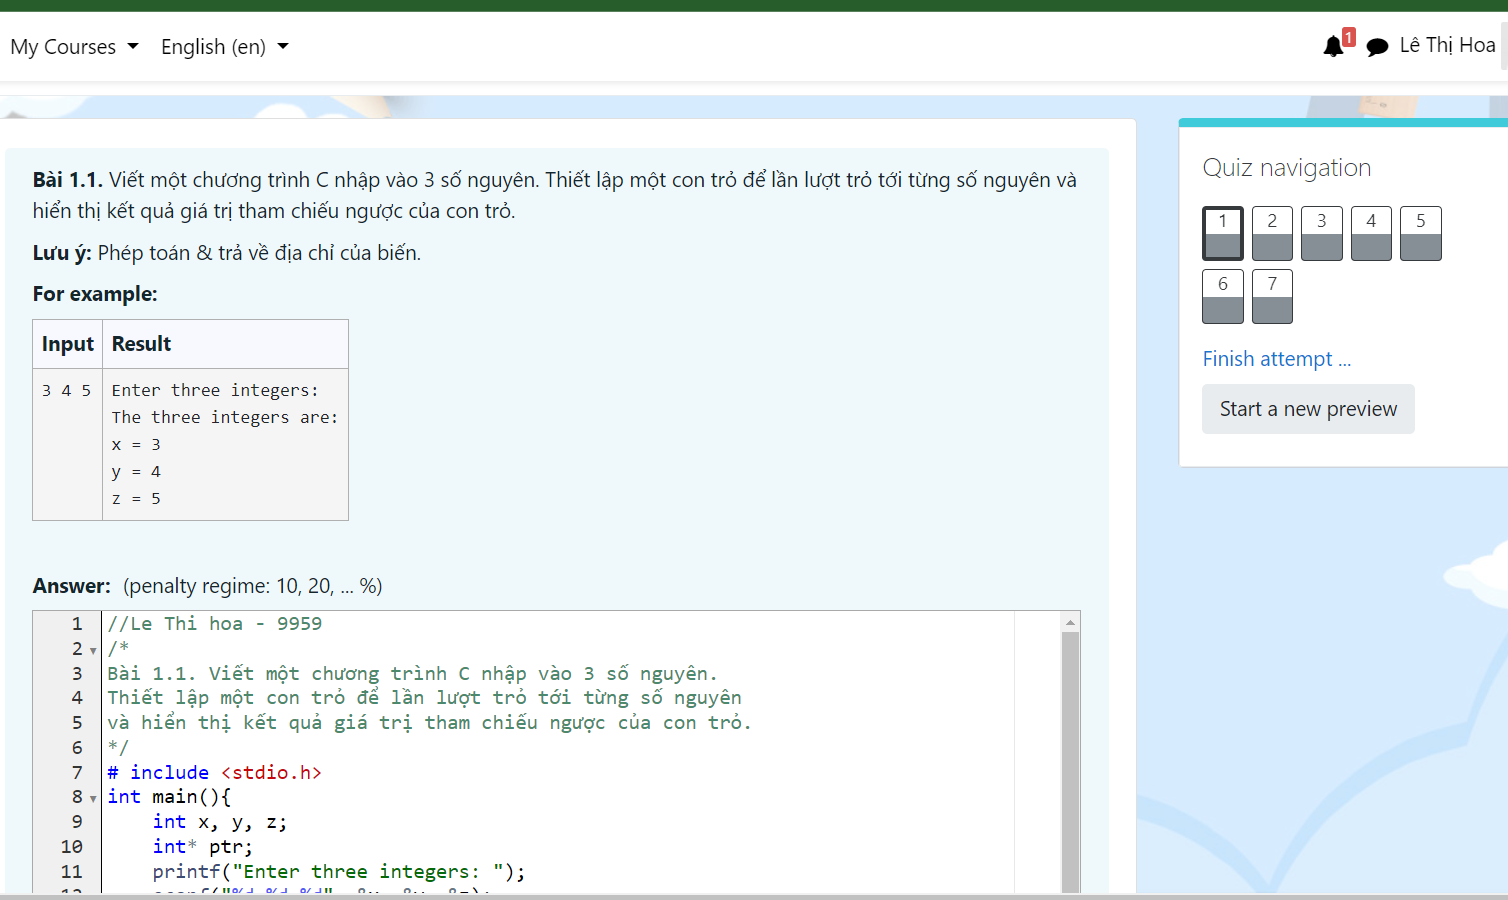 My Courses English (en) 1 Lê Thị Hoa
Bài 1.1. Viết một chương trình C nhập vào 3 số nguyên. Thiết lập một con trỏ để lần lượt trỏ tới từng số nguyên và
hiển thị kết quả giá trị tham chiếu ngược của con trỏ.
Lưu ý: Phép toán & trả về địa chỉ của biến.
For example:
Input Result
3 4 5 Enter three integers:
The three integers are:
x = 3
y = 4
z = 5
Answer: (penalty regime: 10, 20, ... %)
1 //Le Thi hoa - 9959
2 /*
3 Bài 1.1. Viết một chương trình C nhập vào 3 số nguyên.
4 Thiết lập một con trỏ để lần lượt trỏ tới từng số nguyên
5 và hiển thị kết quả giá trị tham chiếu ngược của con trỏ.
6 */
7 # include <stdio.h>
8 int main(){
9 int x, y, z;
10 int* ptr;
11 printf("Enter three integers: ");
Quiz navigation
1 2 3 4 5
6 7
Finish attempt ...
Start a new preview